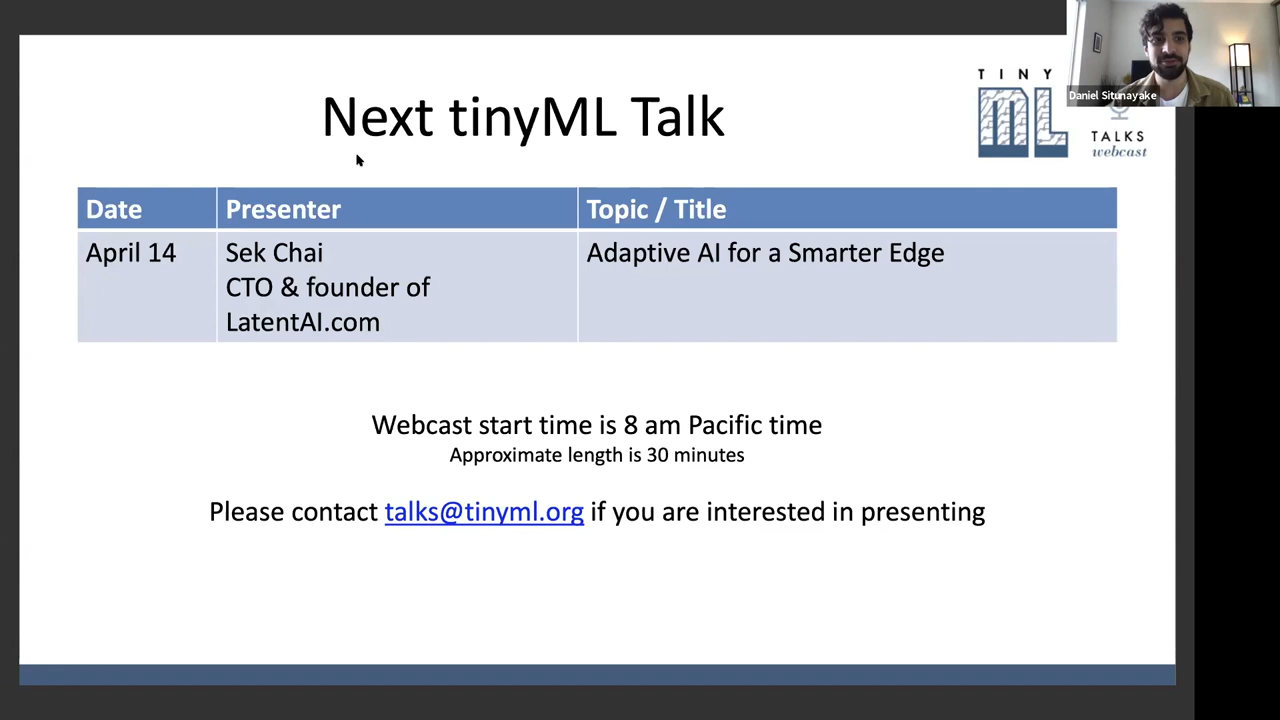 Next tinyML Talk
TINY
ML
TALKS
webcast
Daniel Situnayake
Date
Presenter
Topic / Title
April 14
Sek Chai
CTO & founder of
LatentAI.com
Adaptive AI for a Smarter Edge
Webcast start time is 8 am Pacific time
Approximate length is 30 minutes
Please contact talks@tinyml.org if you are interested in presenting